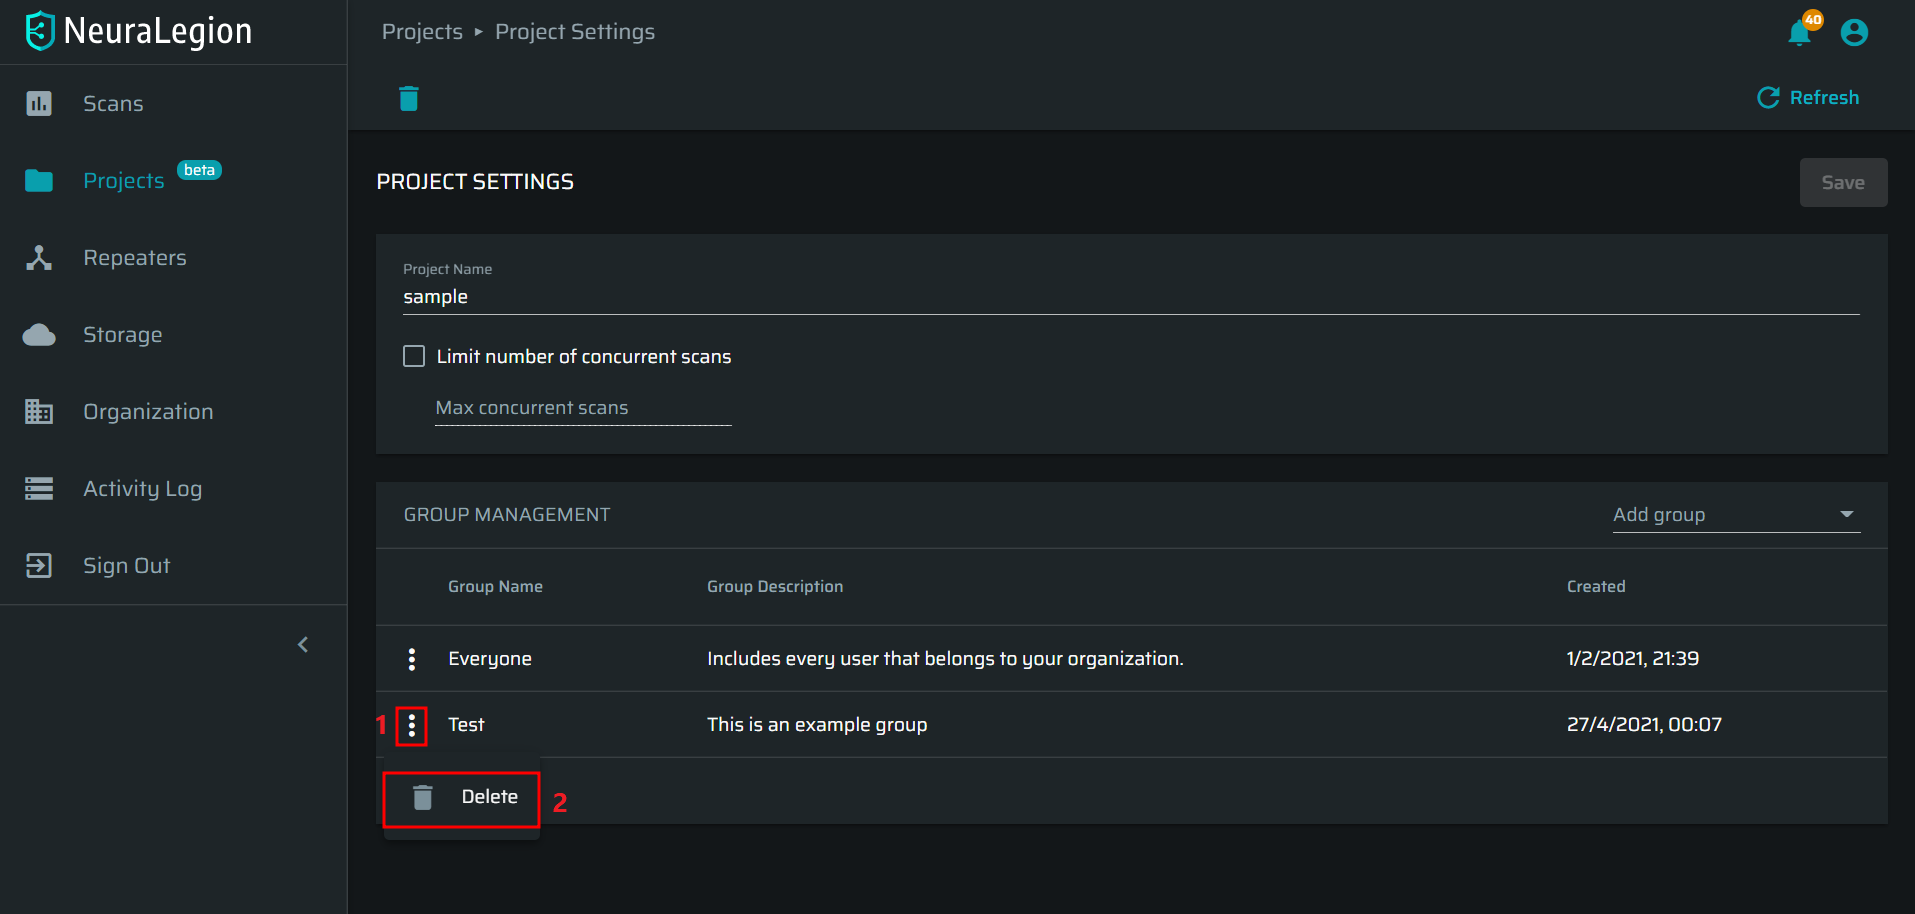 NeuraLegion
Projects ▸ Project Settings
40
Scans
Refresh
Projects beta
PROJECT SETTINGS
Save
Repeaters
Project Name
sample
Storage
Limit number of concurrent scans
Max concurrent scans
Organization
Activity Log
GROUP MANAGEMENT
Add group
Sign Out
Group Name Group Description Created
Everyone Includes every user that belongs to your organization. 1/2/2021, 21:39
1 Test This is an example group 27/4/2021, 00:07
Delete 2